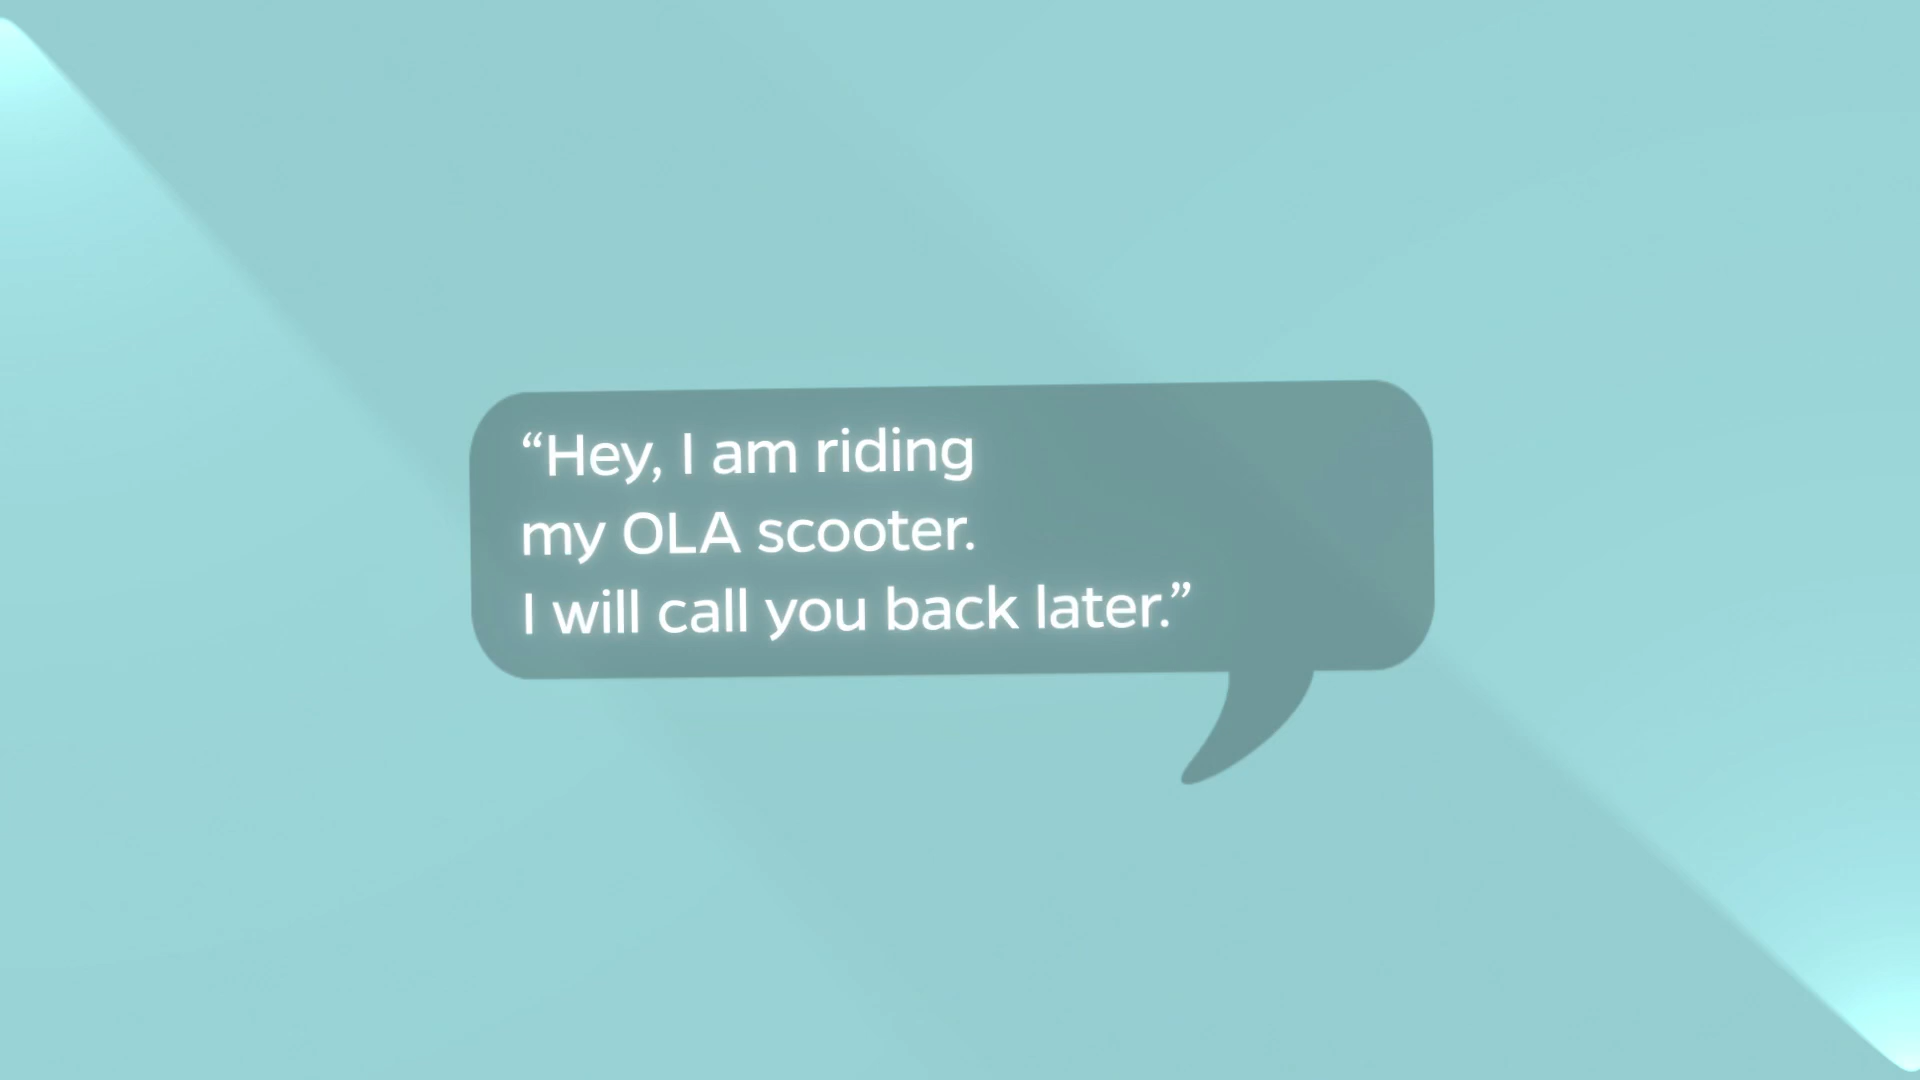 “Hey, I am riding
my OLA scooter.
I will call you back later.”